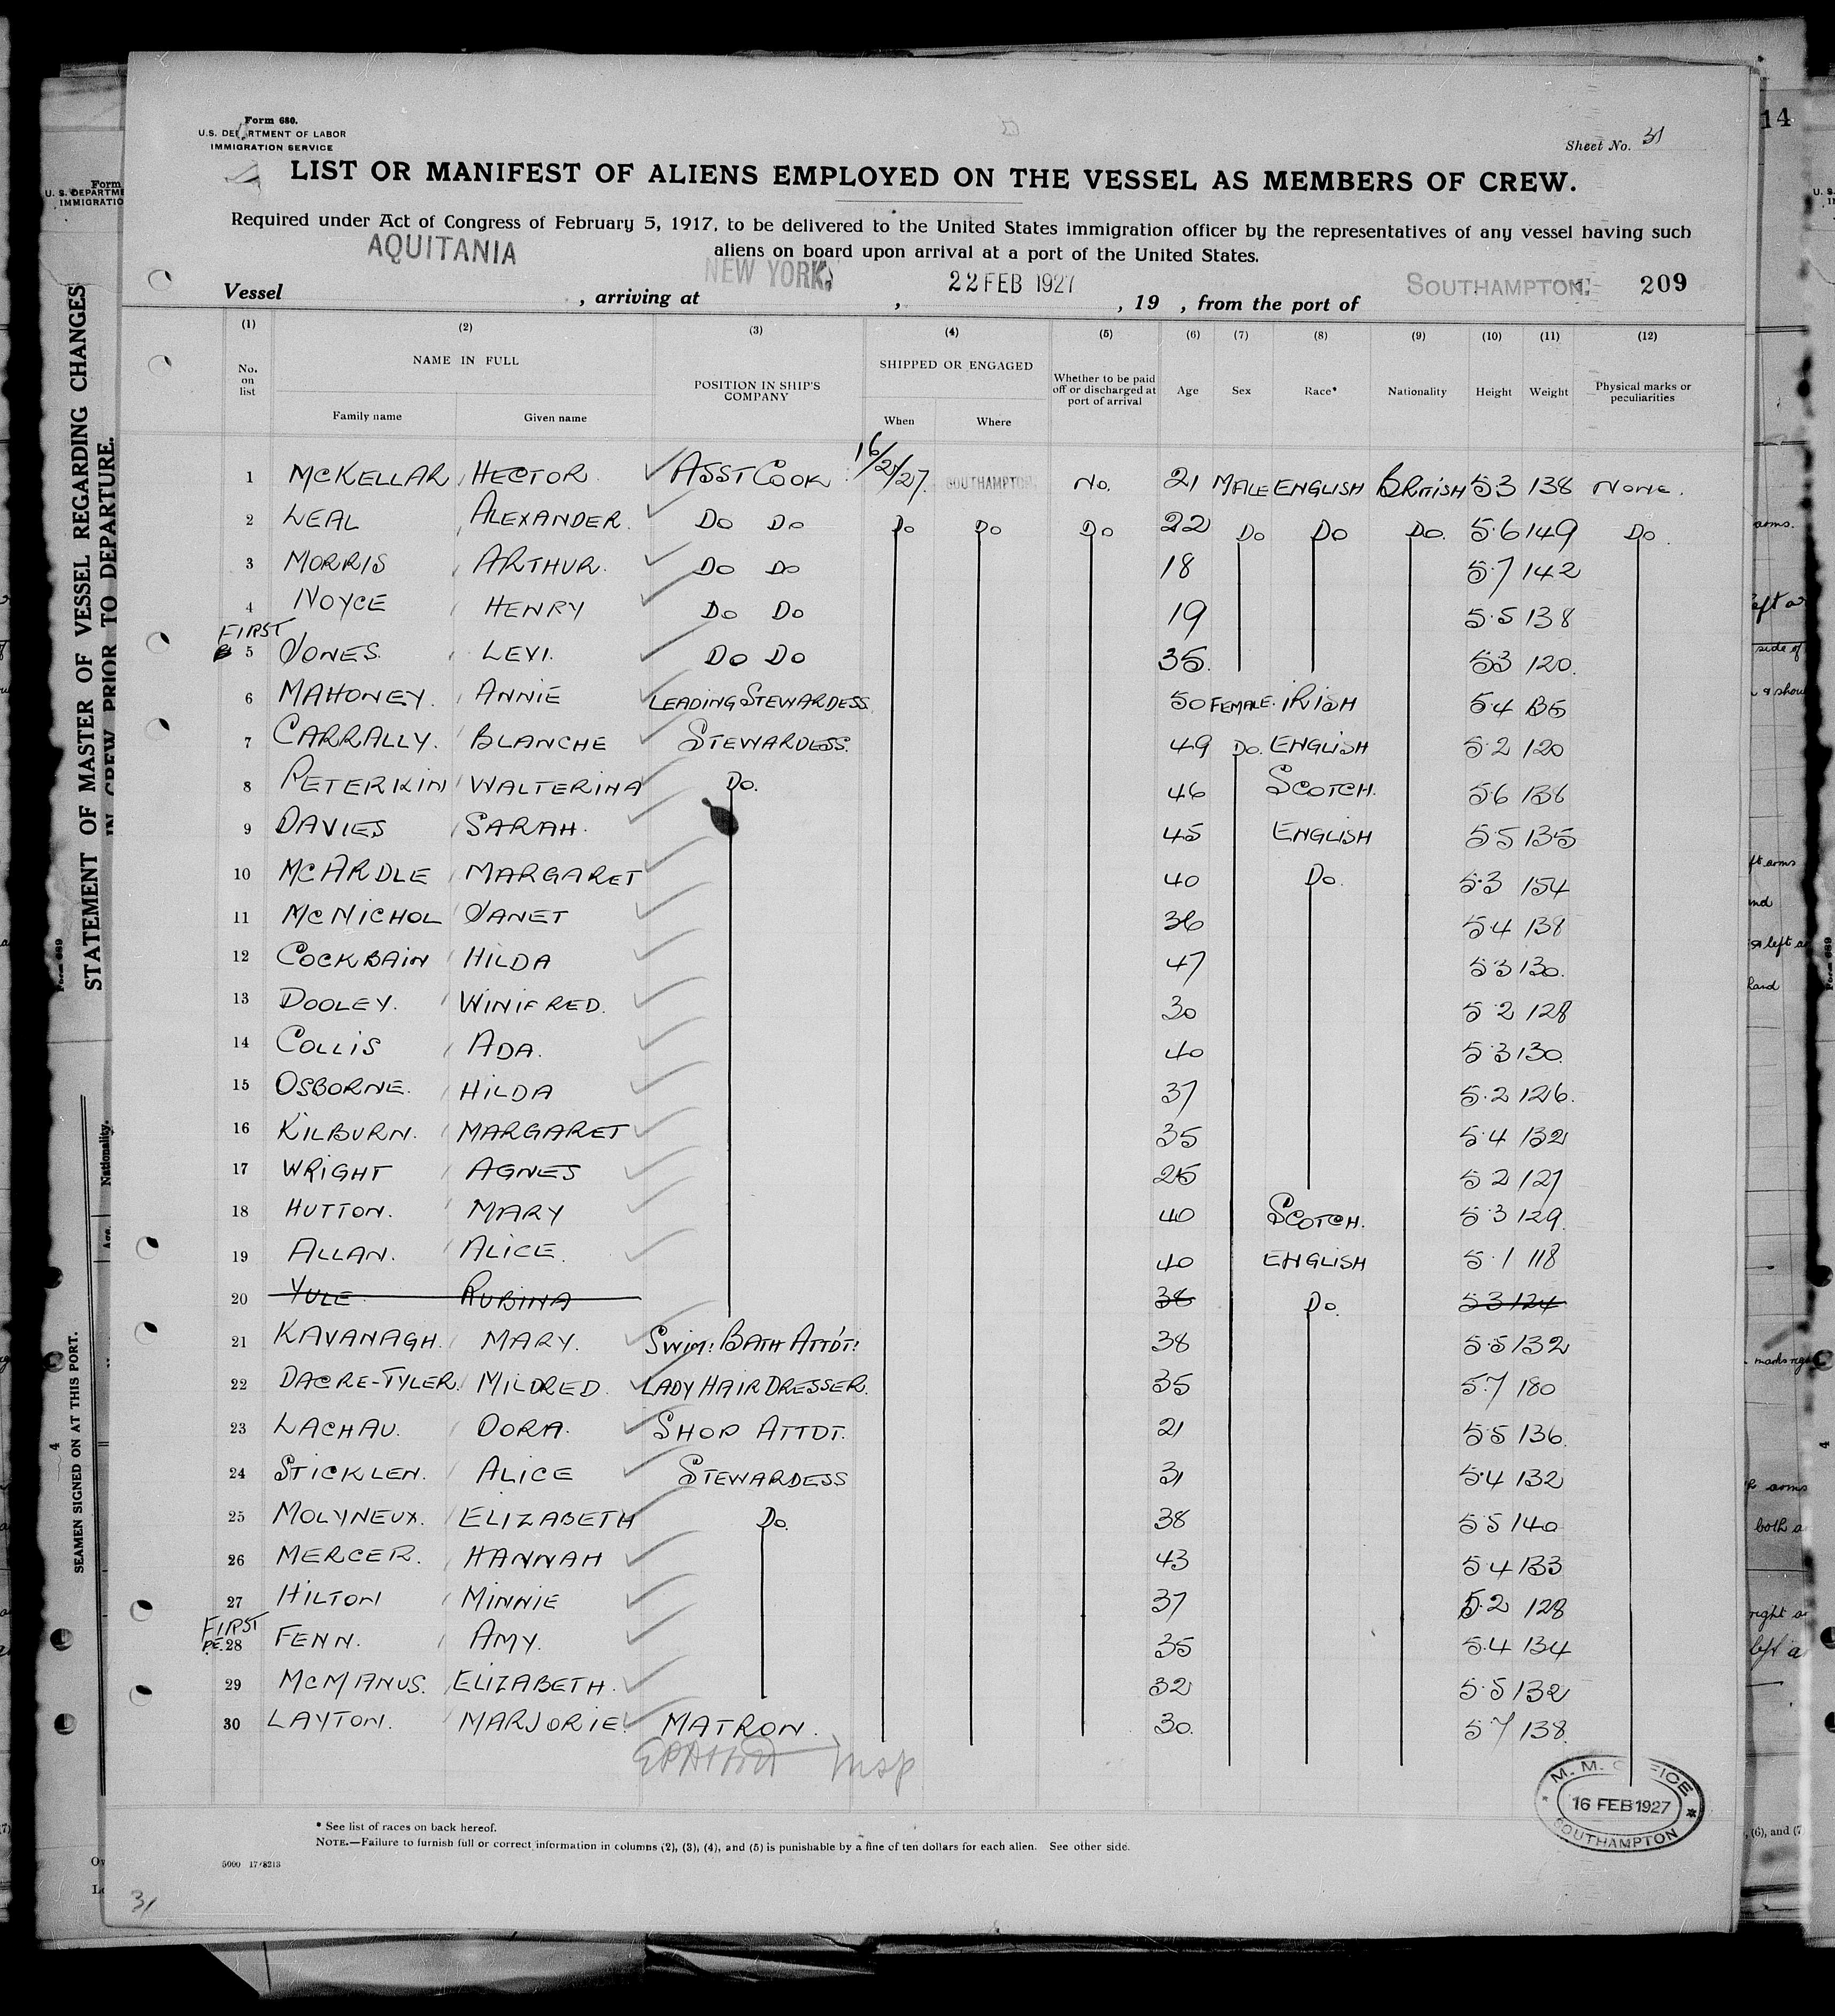 Form 680.
U.S. DEPARTMENT OF LABOR
IMMIGRATION SERVICE
Sheet No. 31
LIST OR MANIFEST OF ALIENS EMPLOYED ON THE VESSEL AS MEMBERS OF CREW.
Required under Act of Congress of February 5, 1917, to be delivered to the United States immigration officer by the representatives of any vessel having such
aliens on board upon arrival at a port of the United States.
Vessel AQUITANIA , arriving at NEW YORK, , 22 FEB 1927 , 19 , from the port of SOUTHAMPTON. 209
(1) (2) (3) (4) (5) (6) (7) (8) (9) (10) (11) (12)
No. on list NAME IN FULL Family name Given name POSITION IN SHIP'S COMPANY SHIPPED OR ENGAGED When Where Whether to be paid off or discharged at port of arrival Age Sex Race* Nationality Height Weight Physical marks or peculiarities
1 MCKELLAR HECTOR ASST COOK 16/2/27. SOUTHAMPTON No. 21 MALE ENGLISH BRITISH 5 3 138 NONE.
2 LEAL ALEXANDER. DO DO DO DO DO 22 DO DO DO. 5.6 149 DO.
3 MORRIS ARTHUR. DO DO 18 5.7 142
4 NOYCE HENRY DO DO 19 5.5 138
FIRST
5 JONES. LEVI. DO DO 35. 53 120.
6 MAHONEY. ANNIE LEADING STEWARDESS 50 FEMALE. IRISH 5.4 135
7 CARRALLY. BLANCHE STEWARDESS. 49 DO. ENGLISH 5.2 120
8 PETERKIN WALTERINA DO. 46 SCOTCH. 56 136
9 DAVIES SARAH. 45 ENGLISH 55 135
10 MCARDLE MARGARET 40 DO. 5.3 154
11 MCNICHOL JANET 36 54 138
12 COCKBAIN HILDA 47 53 130.
13 DOOLEY. WINIFRED. 30 5 2 128
14 COLLIS ADA. 40 5.3 130.
15 OSBORNE. HILDA 37 5.2 126.
16 KILBURN. MARGARET 35 5.4 132
17 WRIGHT AGNES 25 5 2 121
18 HUTTON. MARY 40 SCOTCH. 5.3 129.
19 ALLAN. ALICE. 40 ENGLISH 5.1 118
20 YULE RUBINA 38 DO. 53 124
21 KAVANAGH. MARY. SWIM: BATH ATTDT: 38 5.5 132
22 DACRE-TYLER. MILDRED. LADY HAIRDRESSER. 35 5.7 180
23 LACHAU. DORA. SHOP ATTDT. 21 5.5 136.
24 STICKLEN. ALICE STEWARDESS 31 5.4 132
25 MOLYNEUX. ELIZABETH DO. 38 5.5 140
26 MERCER. HANNAH 43 54 133
27 HILTON MINNIE 37 5.2 128
FIRST
28 FENN. AMY. 35 5.4 134
29 MCMANUS. ELIZABETH. 32 5.5 132
30 LAYTON. MARJORIE. MATRON. 30. 5 7 138.
M. M. OFFICE
16 FEB 1927
SOUTHAMPTON
* See list of races on back hereof.
NOTE.—Failure to furnish full or correct information in columns (2), (3), (4), and (5) is punishable by a fine of ten dollars for each alien. See other side.
31
STATEMENT OF MASTER OF VESSEL REGARDING CHANGES
IN CREW PRIOR TO DEPARTURE.
Form 689
Nationality.
Age.
SEAMEN SIGNED ON AT THIS PORT.
14